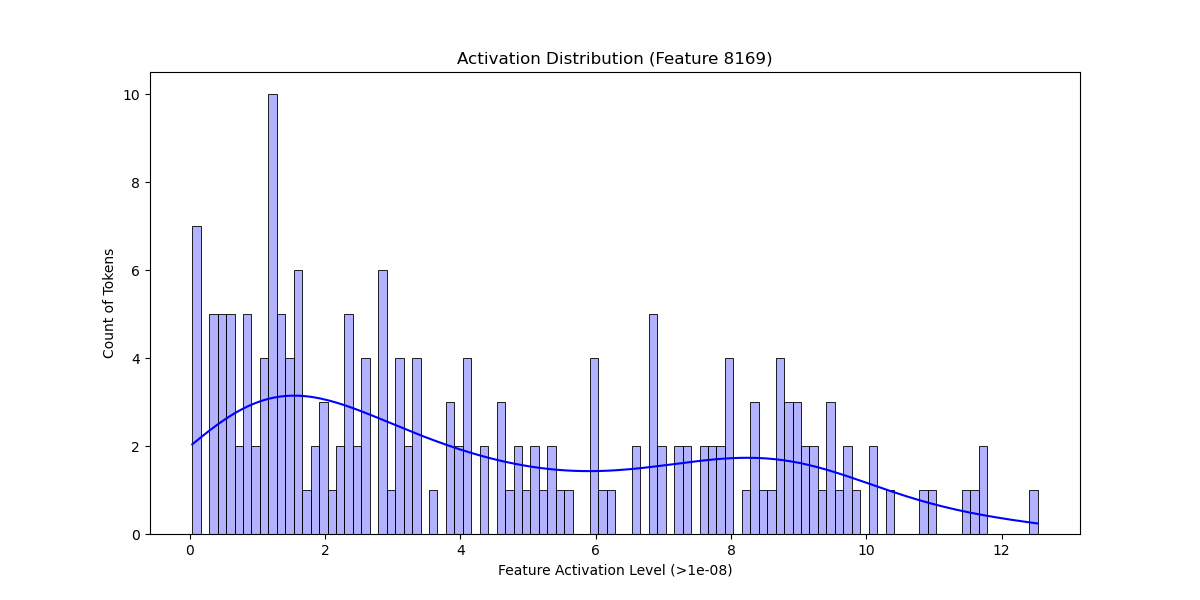 Activation Distribution (Feature 8169)
10
8
6
4
2
0
Count of Tokens
0 2 4 6 8 10 12
Feature Activation Level (>1e-08)